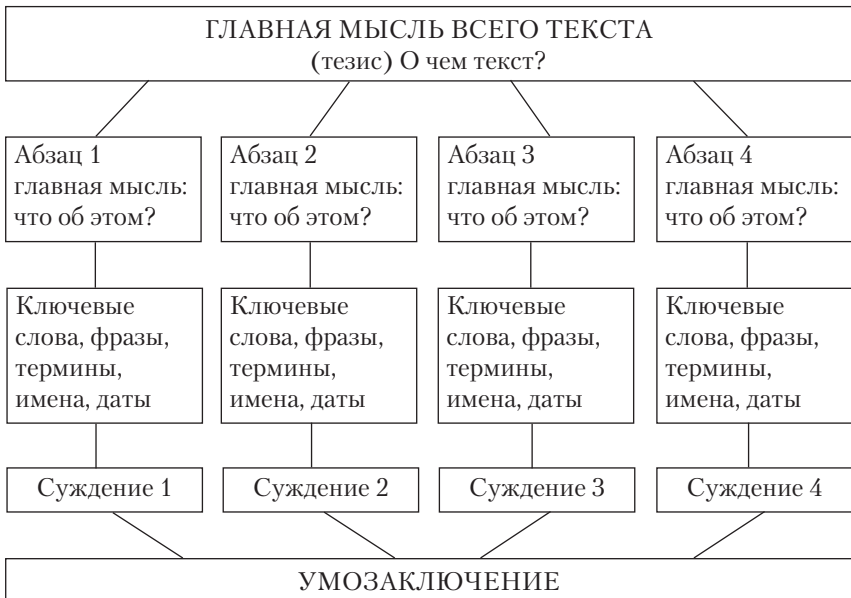 ГЛАВНАЯ МЫСЛЬ ВСЕГО ТЕКСТА
(тезис) О чем текст?
Абзац 1
главная мысль:
что об этом?
Абзац 2
главная мысль:
что об этом?
Абзац 3
главная мысль:
что об этом?
Абзац 4
главная мысль:
что об этом?
Ключевые
слова, фразы,
термины,
имена, даты
Ключевые
слова, фразы,
термины,
имена, даты
Ключевые
слова, фразы,
термины,
имена, даты
Ключевые
слова, фразы,
термины,
имена, даты
Суждение 1
Суждение 2
Суждение 3
Суждение 4
УМОЗАКЛЮЧЕНИЕ